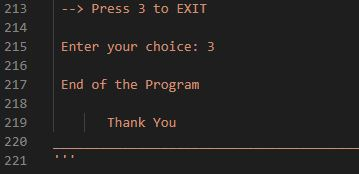 213 --> Press 3 to EXIT
214
215 Enter your choice: 3
216
217 End of the Program
218
219 Thank You
220 ________________________________________
221 '''